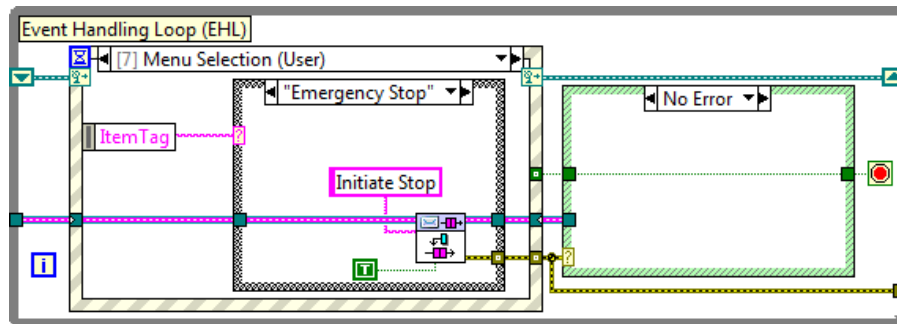 Event Handling Loop (EHL)
[7] Menu Selection (User)
"Emergency Stop"
No Error
ItemTag
?
Initiate Stop
T
?
i